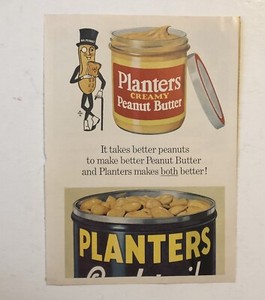 Planters
CREAMY
Peanut Butter
It takes better peanuts
to make better Peanut Butter
and Planters makes both better!
PLANTERS
Cocktail